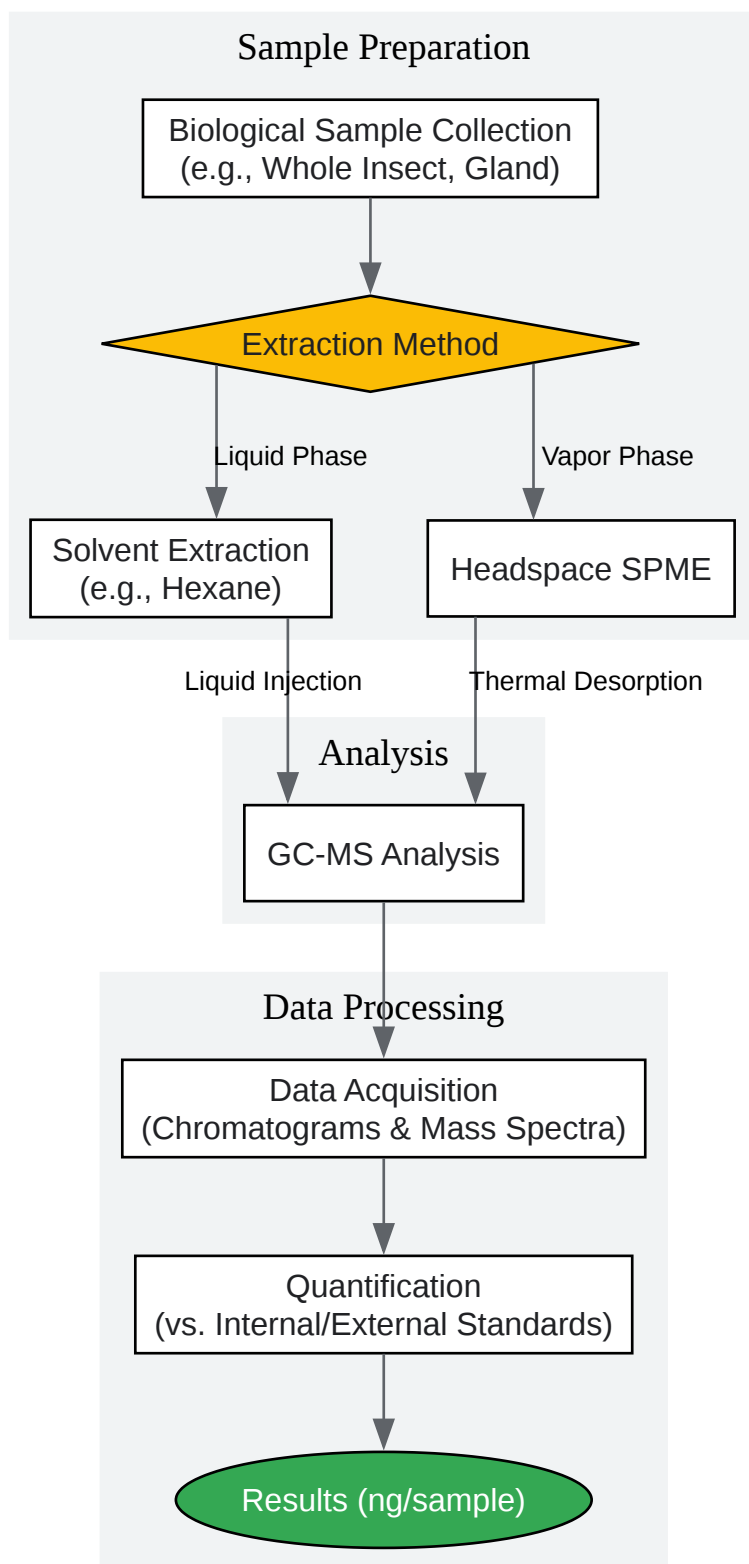 Sample Preparation
Biological Sample Collection
(e.g., Whole Insect, Gland)
Extraction Method
Liquid Phase
Vapor Phase
Solvent Extraction
(e.g., Hexane)
Headspace SPME
Liquid Injection
Thermal Desorption
Analysis
GC-MS Analysis
Data Processing
Data Acquisition
(Chromatograms & Mass Spectra)
Quantification
(vs. Internal/External Standards)
Results (ng/sample)